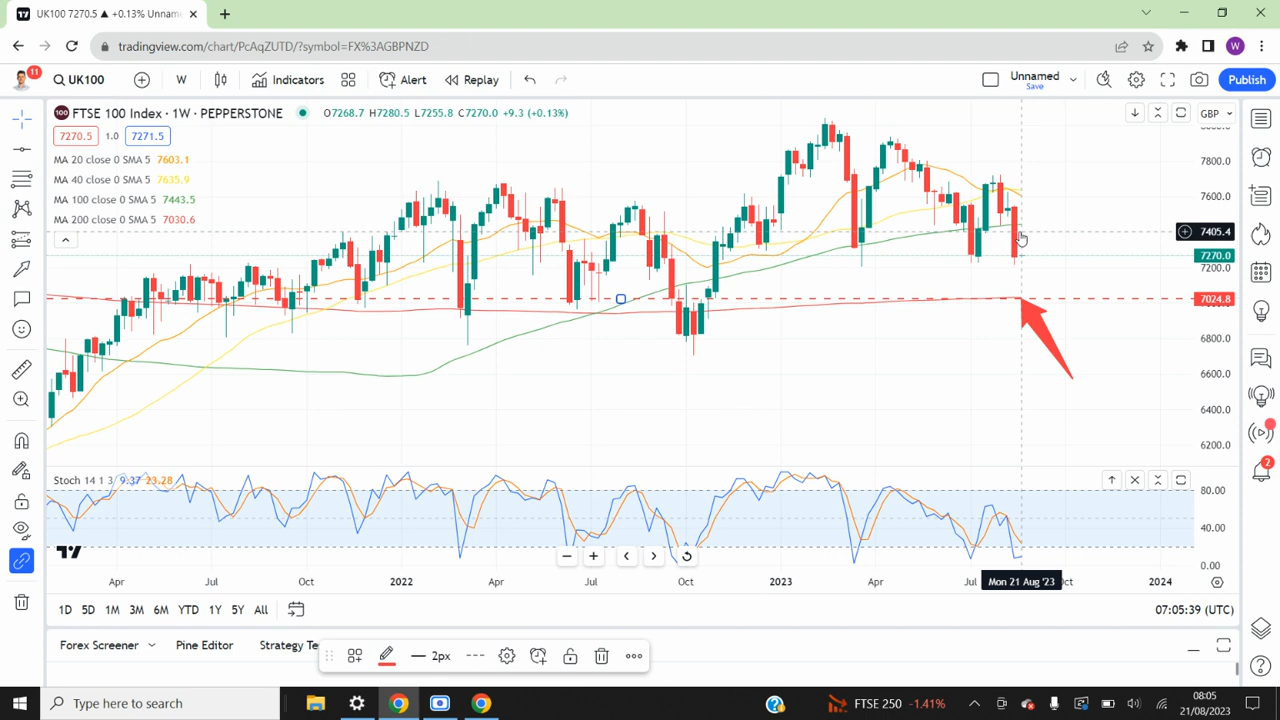 UK100 7270.5 ▲ +0.13% Unnam
tradingview.com/chart/PcAqZUTD/?symbol=FX%3AGBPNZD
W
11
UK100
W
Indicators
Alert
Replay
Unnamed
Save
Publish
100 FTSE 100 Index · 1W · PEPPERSTONE
O7268.7 H7280.5 L7255.8 C7270.0 +9.3 (+0.13%)
GBP
7270.5 1.0 7271.5
MA 20 close 0 SMA 5 7603.1
MA 40 close 0 SMA 5 7635.9
MA 100 close 0 SMA 5 7443.5
MA 200 close 0 SMA 5 7030.6
8000.0
7800.0
7600.0
7405.4
7270.0
7200.0
7024.8
6800.0
6600.0
6400.0
6200.0
Stoch 14 1 3 9.37 23.28
80.00
40.00
0.00
2
Apr
Jul
Oct
2022
Apr
Jul
Oct
2023
Apr
Jul
Mon 21 Aug '23
Oct
2024
1D 5D 1M 3M 6M YTD 1Y 5Y All
07:05:39 (UTC)
Forex Screener
Pine Editor
Strategy Te
2px
Type here to search
FTSE 250 -1.41%
08:05
21/08/2023